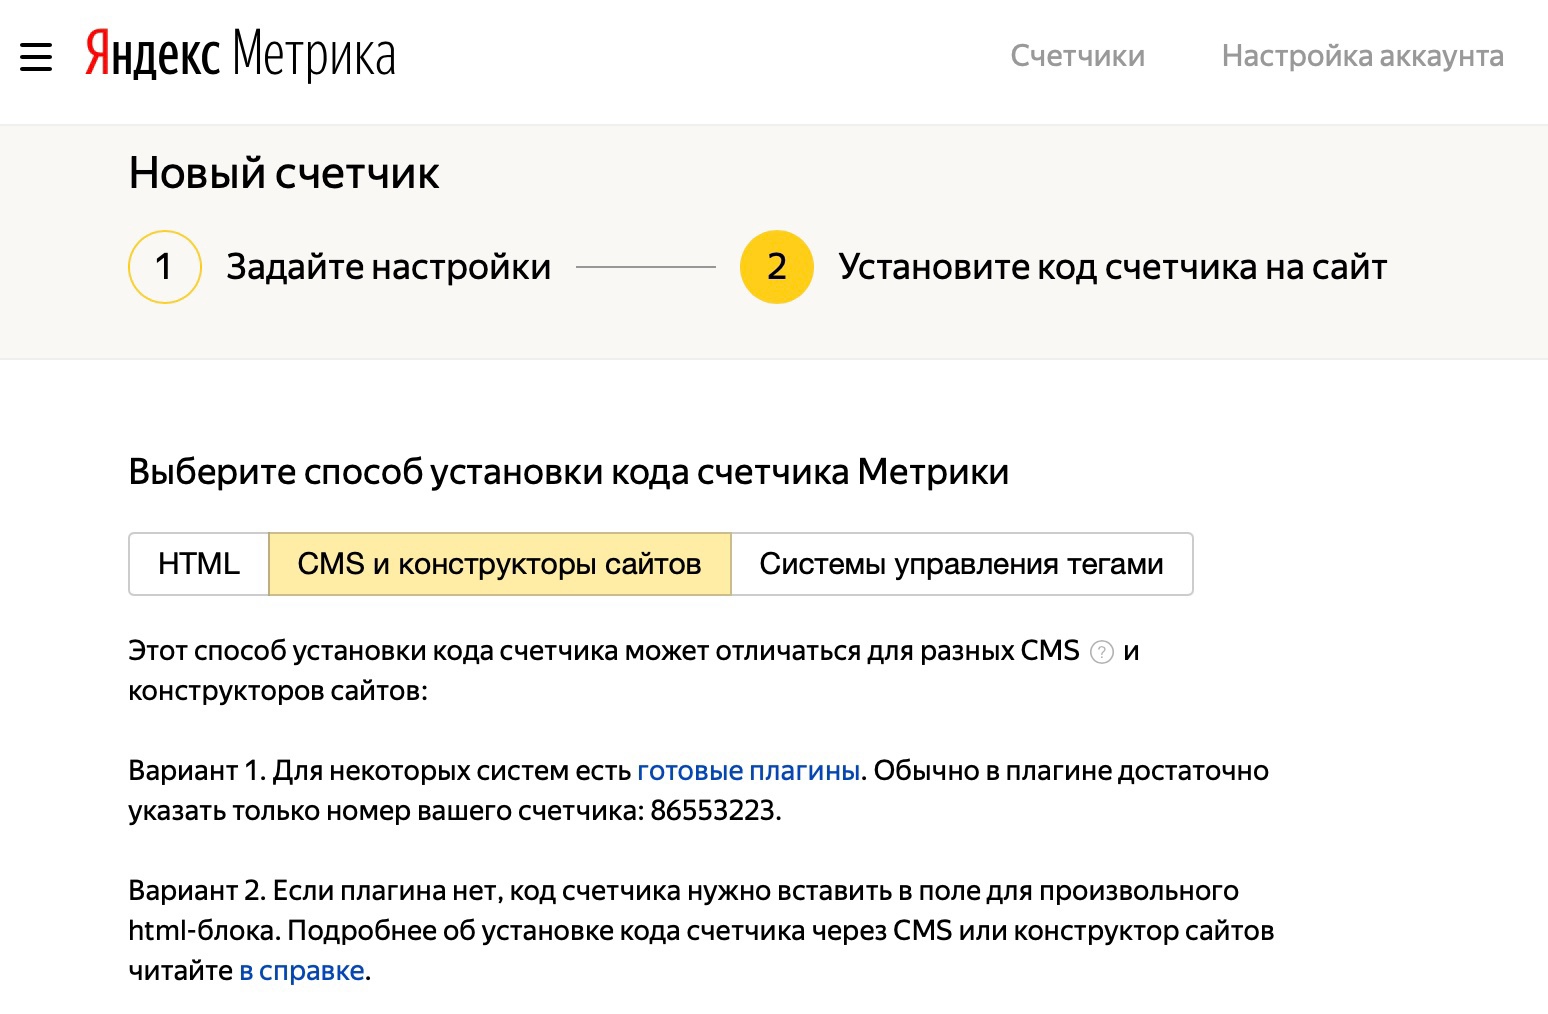 Яндекс Метрика
Счетчики
Настройка аккаунта
Новый счетчик
1 Задайте настройки
2 Установите код счетчика на сайт
Выберите способ установки кода счетчика Метрики
HTML
CMS и конструкторы сайтов
Системы управления тегами
Этот способ установки кода счетчика может отличаться для разных CMS ? и
конструкторов сайтов:
Вариант 1. Для некоторых систем есть готовые плагины. Обычно в плагине достаточно
указать только номер вашего счетчика: 86553223.
Вариант 2. Если плагина нет, код счетчика нужно вставить в поле для произвольного
html-блока. Подробнее об установке кода счетчика через CMS или конструктор сайтов
читайте в справке.